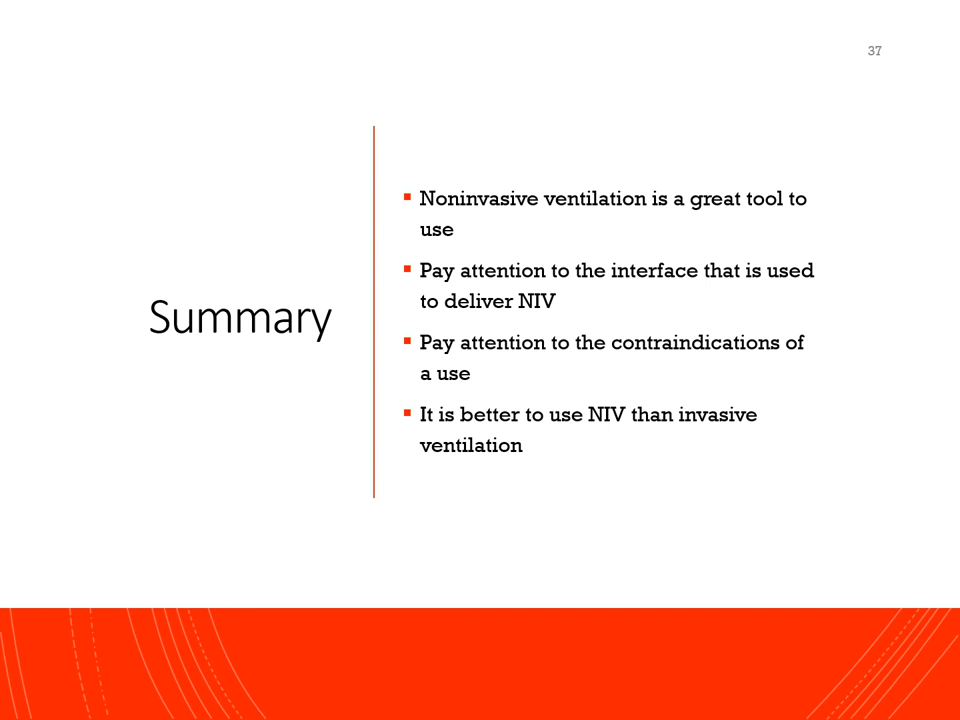 37
Summary
Noninvasive ventilation is a great tool to
use
Pay attention to the interface that is used
to deliver NIV
Pay attention to the contraindications of
a use
It is better to use NIV than invasive
ventilation